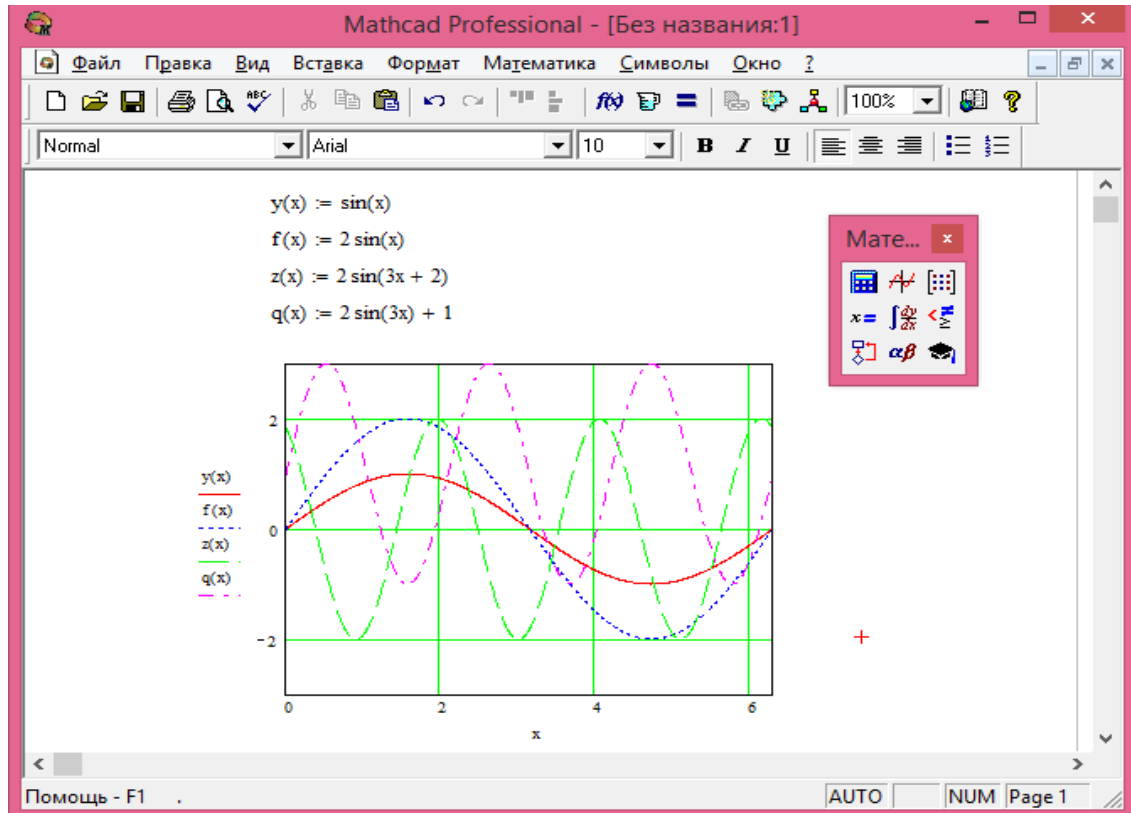 Mathcad Professional - [Без названия:1]
Файл Правка Вид Вставка Формат Математика Символы Окно ?
100%
Normal Arial 10 B I U
y(x) := sin(x)
f(x) := 2 sin(x)
z(x) := 2 sin(3x + 2)
q(x) := 2 sin(3x) + 1
Мате...
x= ∫ dy/dx <≠≥
αβ
2
y(x)
f(x)
0
z(x)
q(x)
−2
0 2 4 6
x
Помощь - F1 . AUTO NUM Page 1